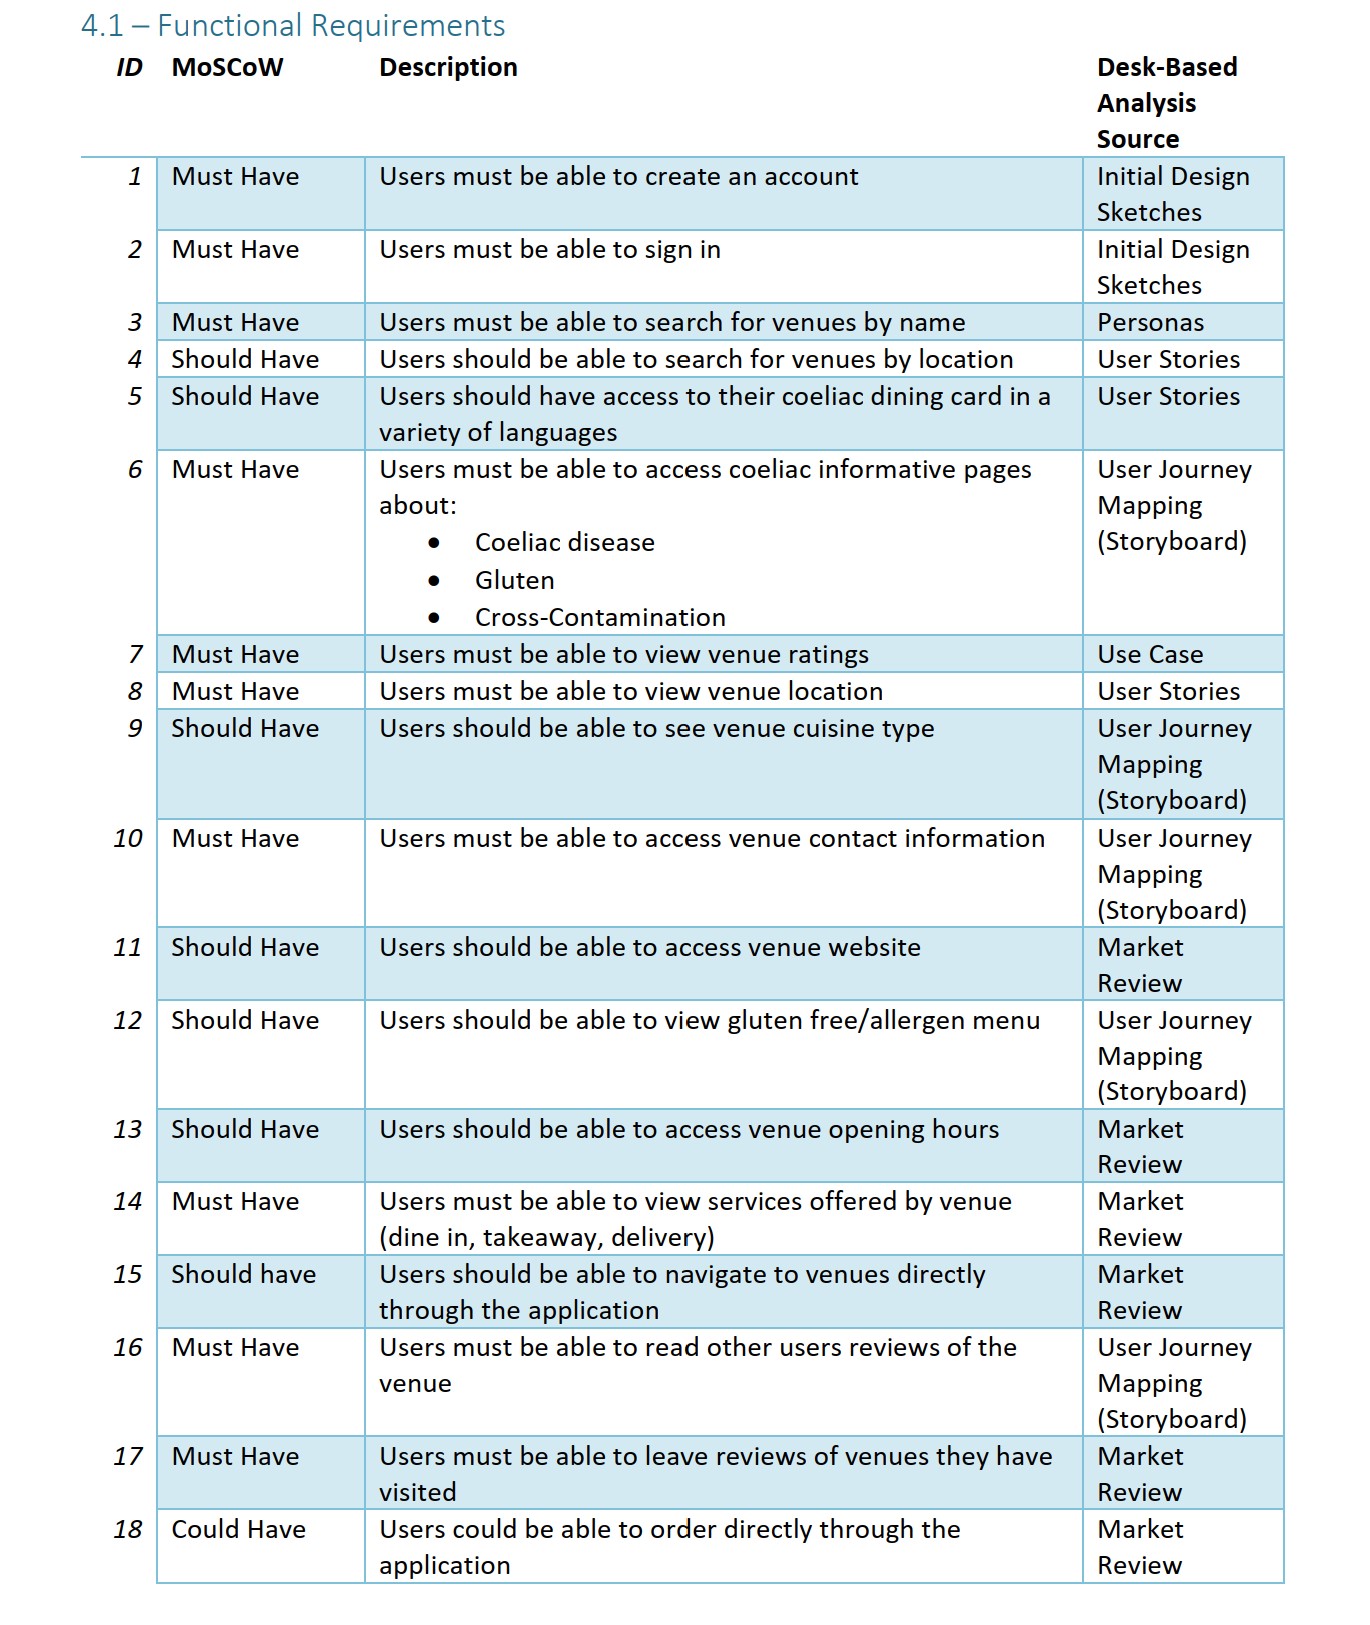 4.1 – Functional Requirements
ID MoSCoW Description Desk-Based
Analysis
Source
1 Must Have Users must be able to create an account Initial Design
Sketches
2 Must Have Users must be able to sign in Initial Design
Sketches
3 Must Have Users must be able to search for venues by name Personas
4 Should Have Users should be able to search for venues by location User Stories
5 Should Have Users should have access to their coeliac dining card in a User Stories
variety of languages
6 Must Have Users must be able to access coeliac informative pages User Journey
about: Mapping
• Coeliac disease (Storyboard)
• Gluten
• Cross-Contamination
7 Must Have Users must be able to view venue ratings Use Case
8 Must Have Users must be able to view venue location User Stories
9 Should Have Users should be able to see venue cuisine type User Journey
Mapping
(Storyboard)
10 Must Have Users must be able to access venue contact information User Journey
Mapping
(Storyboard)
11 Should Have Users should be able to access venue website Market
Review
12 Should Have Users should be able to view gluten free/allergen menu User Journey
Mapping
(Storyboard)
13 Should Have Users should be able to access venue opening hours Market
Review
14 Must Have Users must be able to view services offered by venue Market
(dine in, takeaway, delivery) Review
15 Should have Users should be able to navigate to venues directly Market
through the application Review
16 Must Have Users must be able to read other users reviews of the User Journey
venue Mapping
(Storyboard)
17 Must Have Users must be able to leave reviews of venues they have Market
visited Review
18 Could Have Users could be able to order directly through the Market
application Review